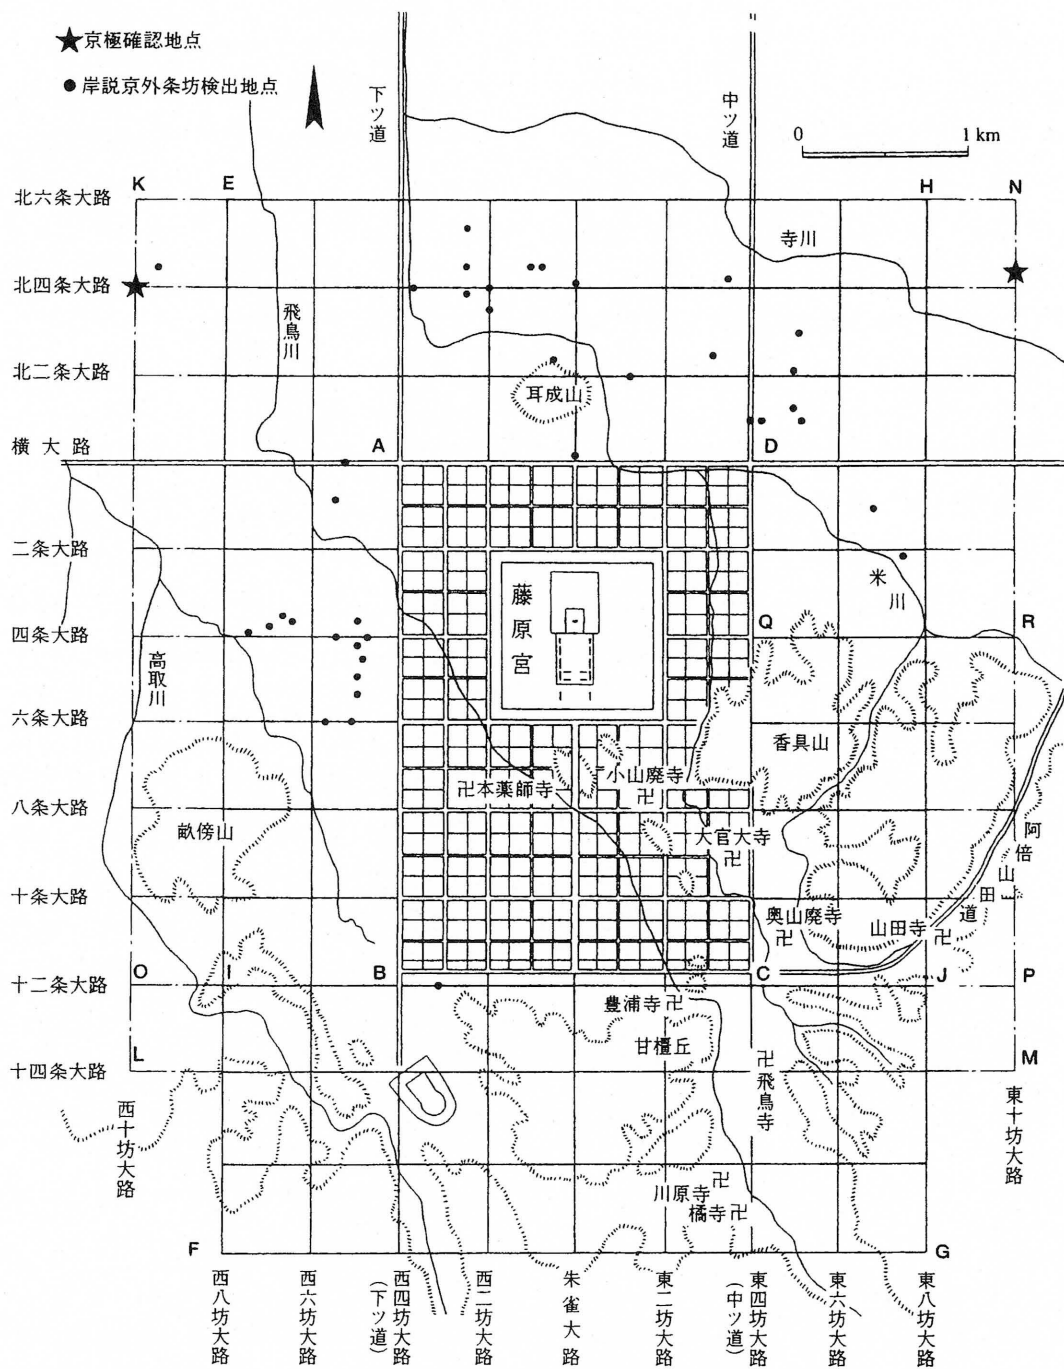 ★京極確認地点
●岸説京外条坊検出地点
下ツ道
中ツ道
0 1 km
K E H N
北六条大路
寺川
北四条大路
飛鳥川
北二条大路
耳成山
横大路
A D
二条大路
藤原宮
米川
四条大路
Q R
高取川
六条大路
香具山
卍本薬師寺
小山廃寺
卍
八条大路
畝傍山
大官大寺
卍
阿倍山田道
十条大路
奥山廃寺
卍
山田寺卍
O I B C J P
十二条大路
豊浦寺卍
甘橿丘
L M
十四条大路
卍飛鳥寺
西十坊大路
東十坊大路
川原寺
卍
橘寺卍
F G
西八坊大路
西六坊大路
西四坊大路
(下ツ道)
西二坊大路
朱雀大路
東二坊大路
東四坊大路
(中ツ道)
東六坊大路
東八坊大路